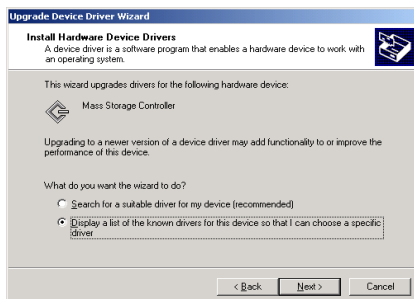 Upgrade Device Driver Wizard
Install Hardware Device Drivers
A device driver is a software program that enables a hardware device to work with
an operating system.
This wizard upgrades drivers for the following hardware device:
Mass Storage Controller
Upgrading to a newer version of a device driver may add functionality to or improve the
performance of this device.
What do you want the wizard to do?
Search for a suitable driver for my device (recommended)
Display a list of the known drivers for this device so that I can choose a specific
driver
< Back Next > Cancel